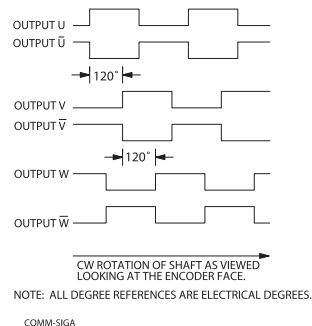 OUTPUT U
OUTPUT U̅
120°
OUTPUT V
OUTPUT V̅
120°
OUTPUT W
OUTPUT W̅
CW ROTATION OF SHAFT AS VIEWED
LOOKING AT THE ENCODER FACE.
NOTE: ALL DEGREE REFERENCES ARE ELECTRICAL DEGREES.
COMM-SIGA